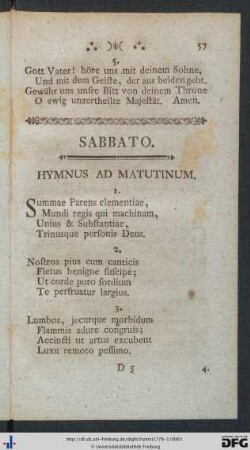 )*( 57
5.
Gott Vater! höre uns mit deinem Sohne,
Und mit dem Geiste, der aus beiden geht.
Gewähr uns unsre Bitt von deinem Throne
O ewig unzertheilte Majestät. Amen.
SABBATO.
HYMNUS AD MATUTINUM.
1.
Summae Parens clementiae,
Mundi regis qui machinam,
Unius & Substantiae,
Trinusque personis Deus.
2.
Nostros pius cum canticis
Fletus benigne suscipe;
Ut corde puro sordium
Te perfruatur largius.
3.
Lumbos, jecurque morbidum
Flammis adure congruis;
Accincti ut artus excubent
Luxu remoto pessimo.
D 5 4.
http://dl.ub.uni-freiburg.de/diglit/hymni1776-1/0083
© Universitätsbibliothek Freiburg